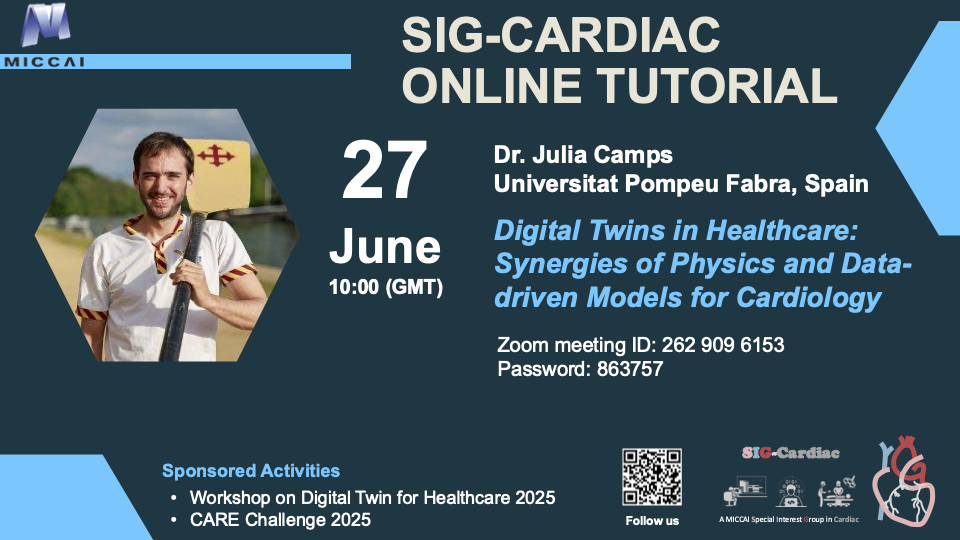 MICCAI
SIG-CARDIAC
ONLINE TUTORIAL
27
June
10:00 (GMT)
Dr. Julia Camps
Universitat Pompeu Fabra, Spain
Digital Twins in Healthcare:
Synergies of Physics and Data-
driven Models for Cardiology
Zoom meeting ID: 262 909 6153
Password: 863757
Sponsored Activities
• Workshop on Digital Twin for Healthcare 2025
• CARE Challenge 2025
Follow us
SIG-Cardiac
A MICCAI Special Interest Group in Cardiac